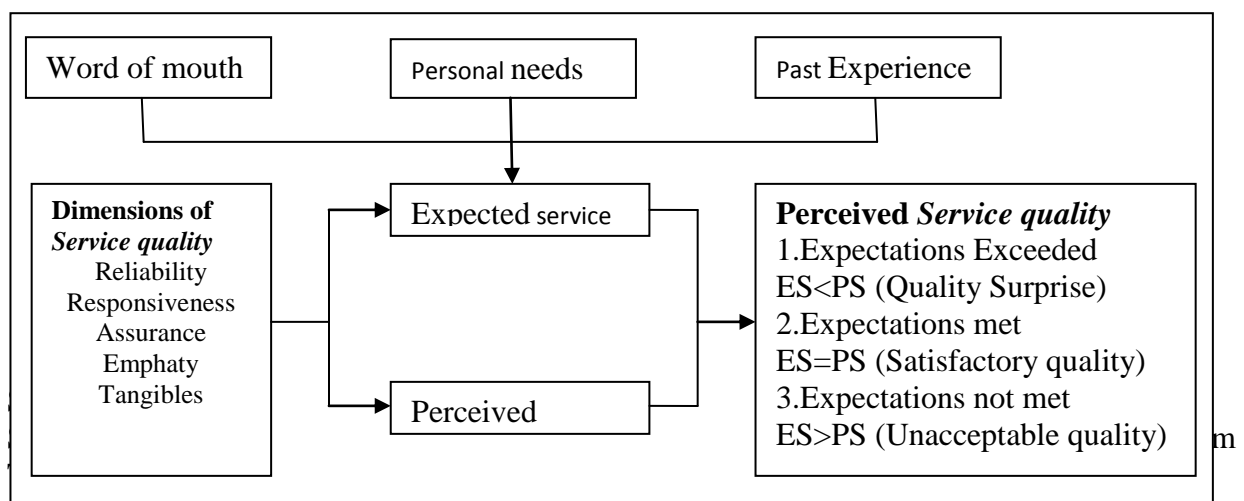 Word of mouth
Personal needs
Past Experience
Dimensions of
Service quality
Reliability
Responsiveness
Assurance
Emphaty
Tangibles
Expected service
Perceived
Perceived Service quality
1.Expectations Exceeded
ES<PS (Quality Surprise)
2.Expectations met
ES=PS (Satisfactory quality)
3.Expectations not met
ES>PS (Unacceptable quality)
m